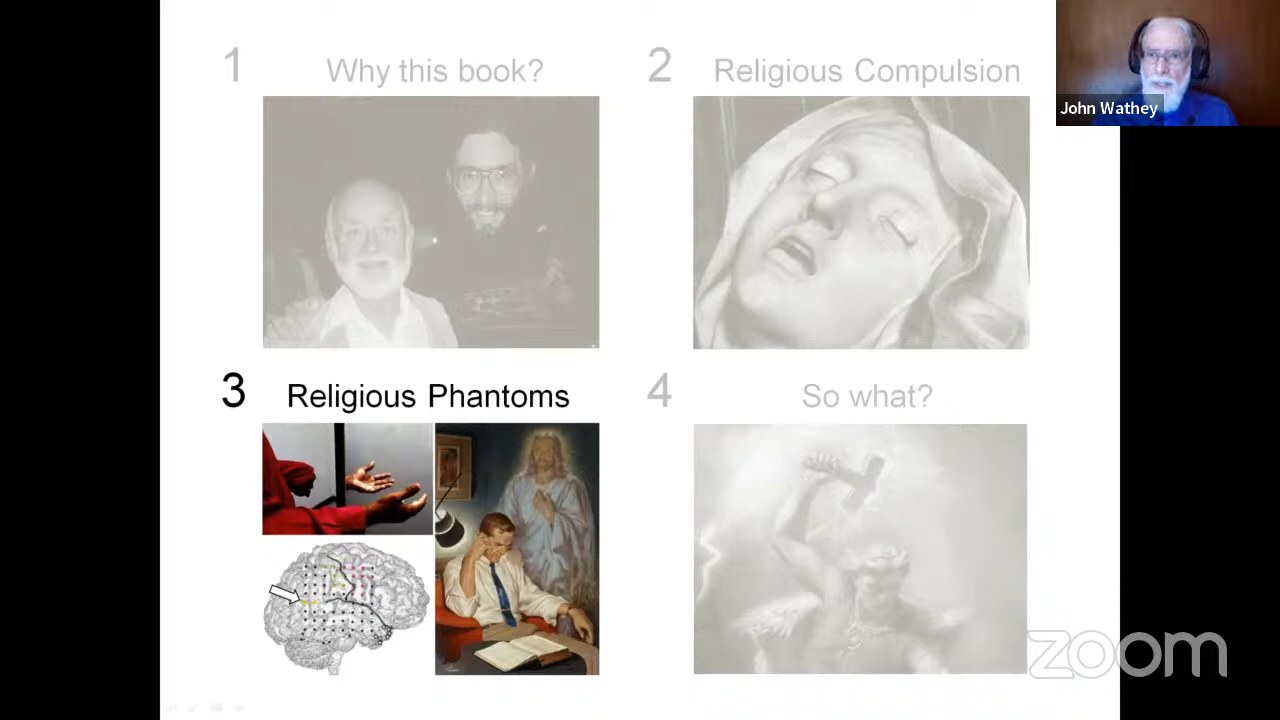 1 Why this book?
2 Religious Compulsion
John Wathey
3 Religious Phantoms
4 So what?
zoom